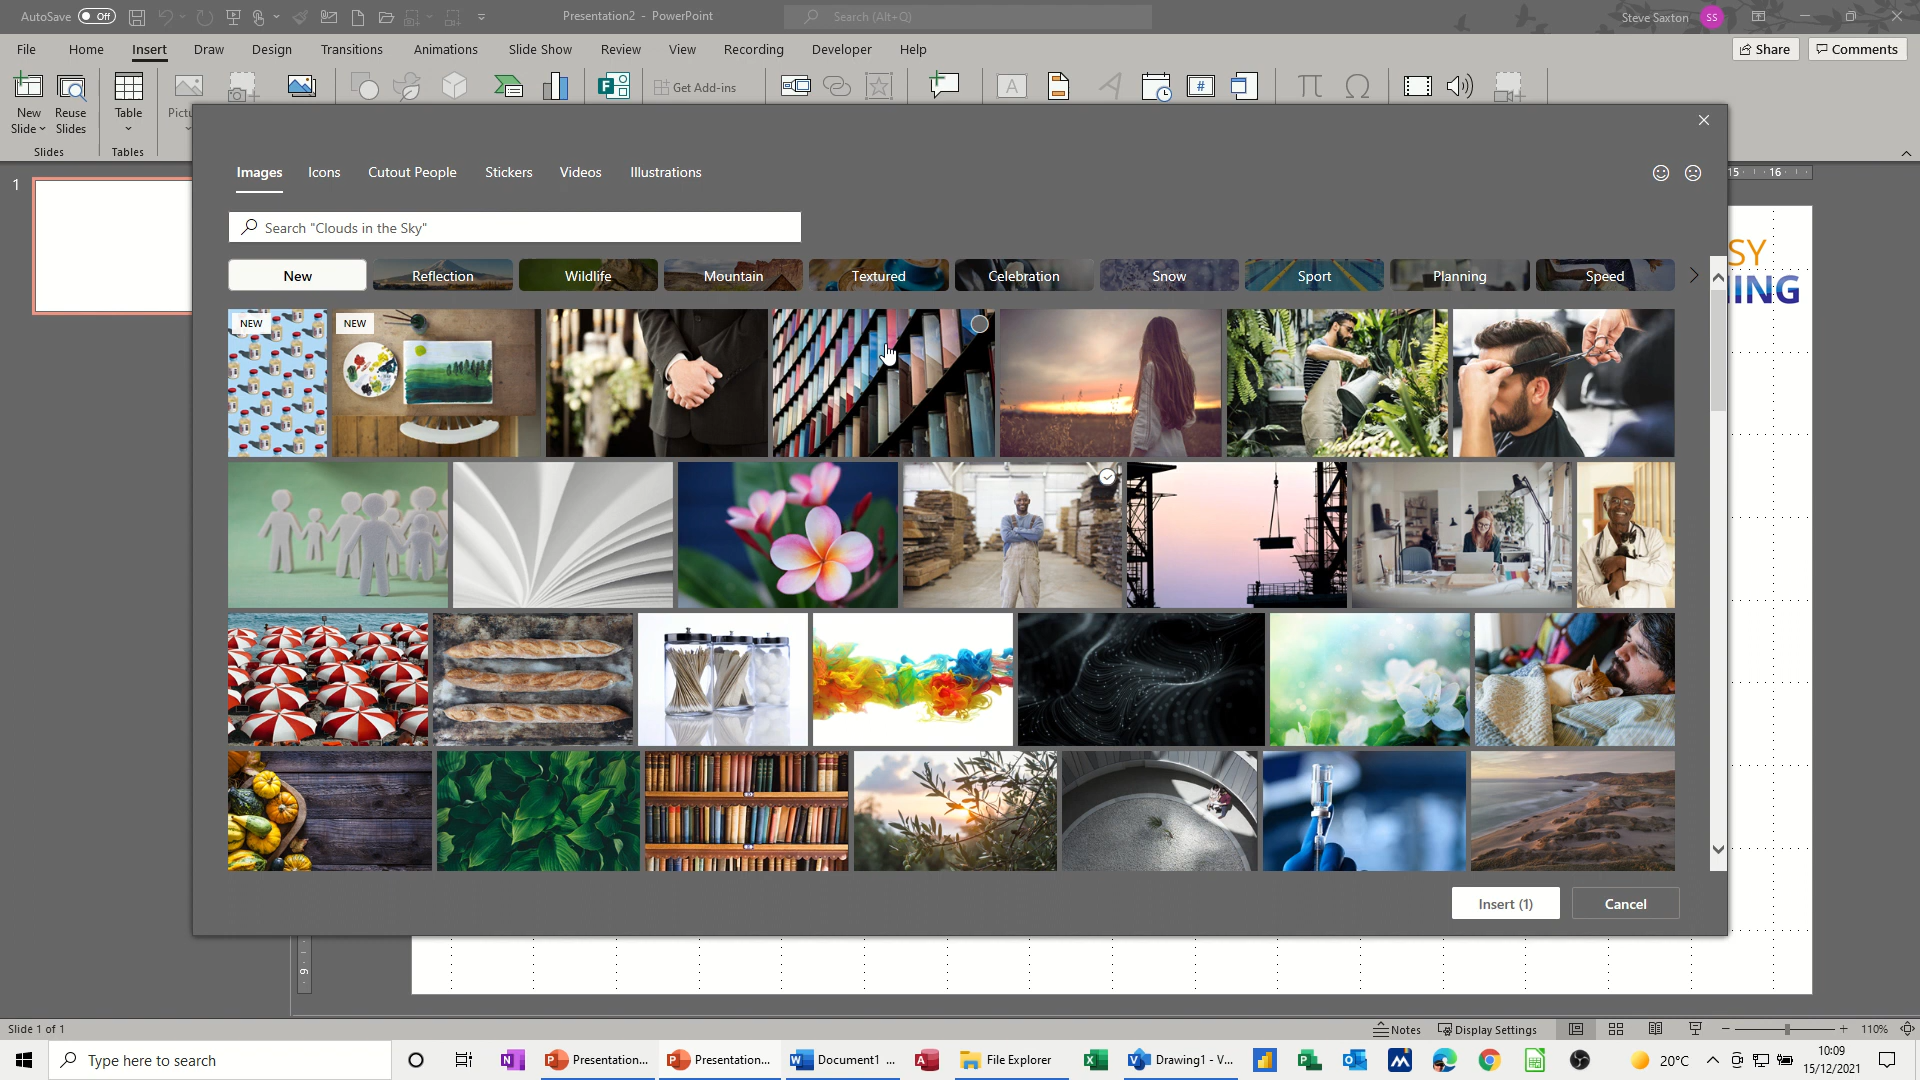 AutoSave Off
Presentation2 - PowerPoint
Search (Alt+Q)
Steve Saxton SS
File Home Insert Draw Design Transitions Animations Slide Show Review View Recording Developer Help
Share Comments
New Slide
Reuse Slides
Table
Get Add-ins
Slides
Tables
Images Icons Cutout People Stickers Videos Illustrations
Search "Clouds in the Sky"
New Reflection Wildlife Mountain Textured Celebration Snow Sport Planning Speed
NEW NEW
Insert (1) Cancel
1
15 16
SY
ING
9
Slide 1 of 1
Notes Display Settings 110%
Type here to search
Presentation...
Presentation...
Document1 ...
File Explorer
Drawing1 - V...
20°C
10:09
15/12/2021